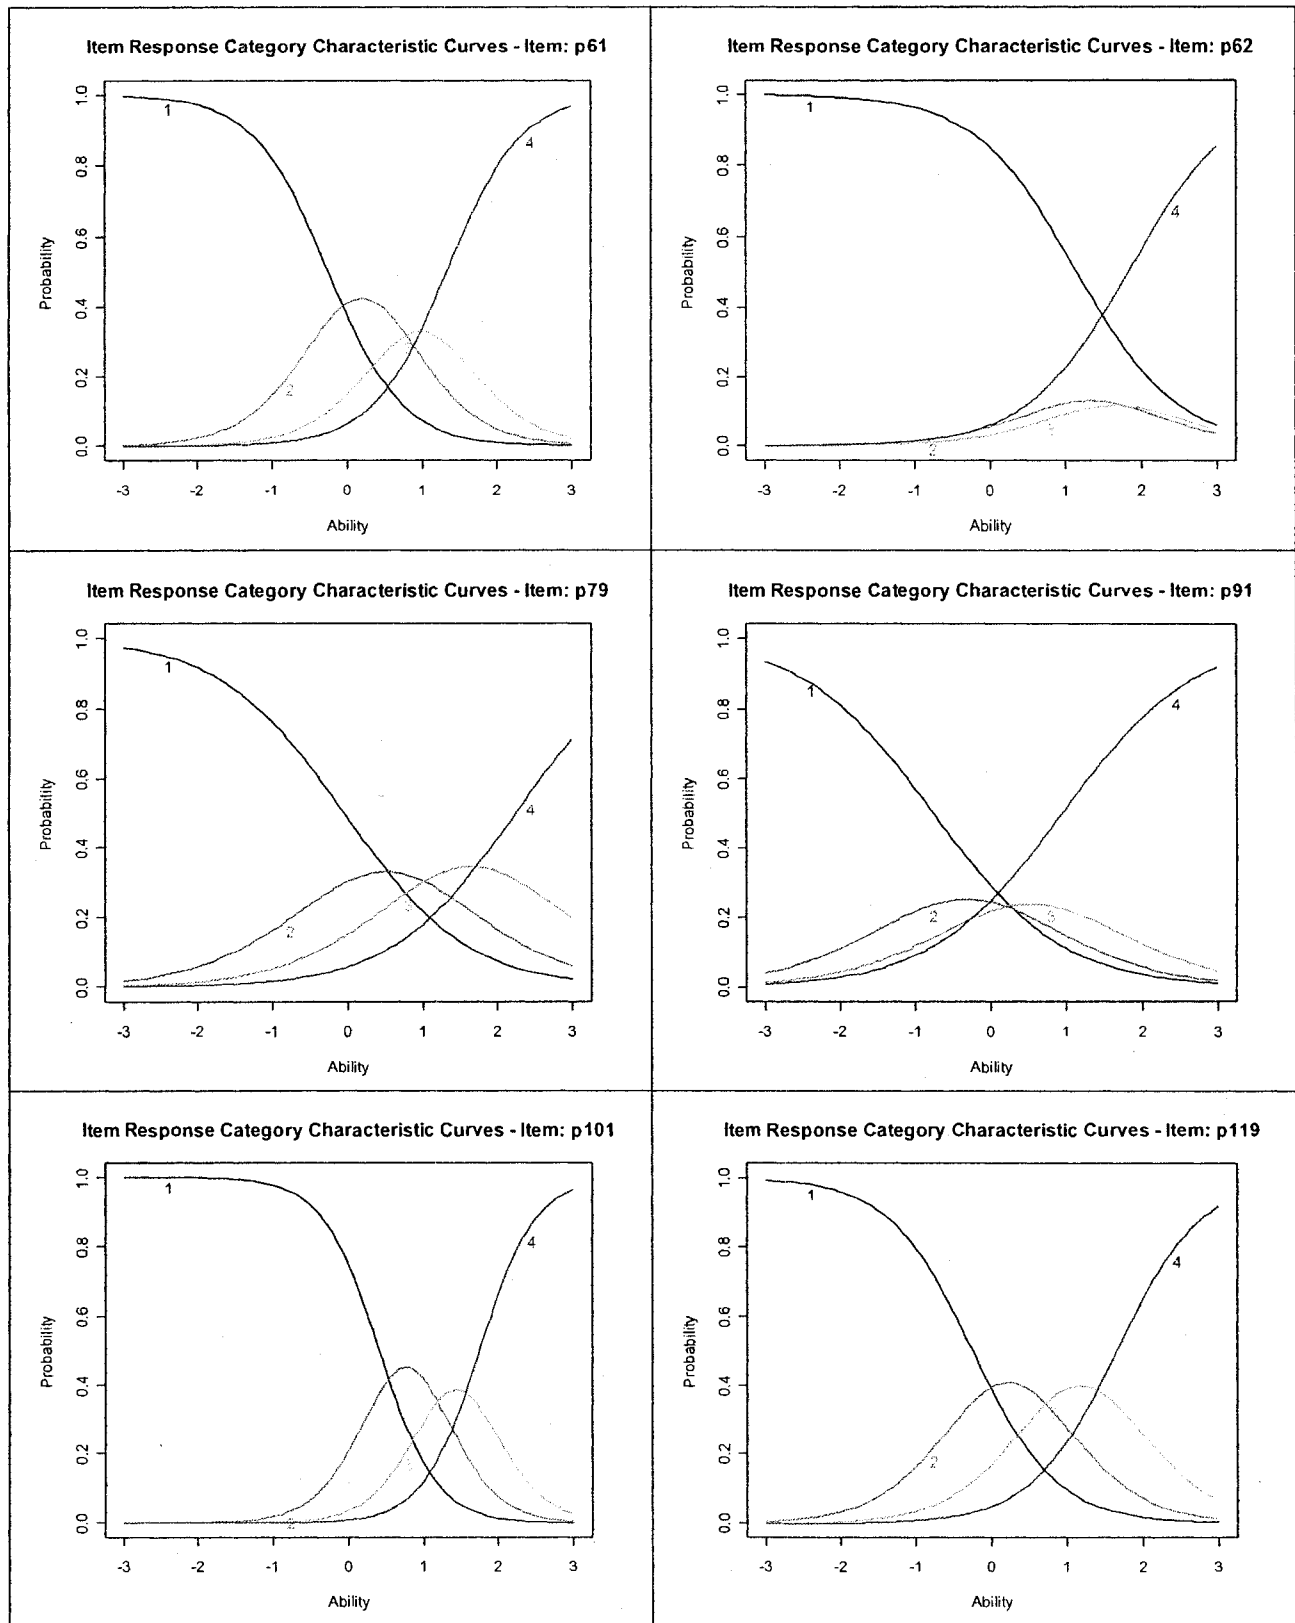 Item Response Category Characteristic Curves - Item: p61
Probability
0.0 0.2 0.4 0.6 0.8 1.0
1
2
4
-3 -2 -1 0 1 2 3
Ability
Item Response Category Characteristic Curves - Item: p62
Probability
0.0 0.2 0.4 0.6 0.8 1.0
1
2
4
-3 -2 -1 0 1 2 3
Ability
Item Response Category Characteristic Curves - Item: p79
Probability
0.0 0.2 0.4 0.6 0.8 1.0
1
2
3
4
-3 -2 -1 0 1 2 3
Ability
Item Response Category Characteristic Curves - Item: p91
Probability
0.0 0.2 0.4 0.6 0.8 1.0
1
2
3
4
-3 -2 -1 0 1 2 3
Ability
Item Response Category Characteristic Curves - Item: p101
Probability
0.0 0.2 0.4 0.6 0.8 1.0
1
2
4
-3 -2 -1 0 1 2 3
Ability
Item Response Category Characteristic Curves - Item: p119
Probability
0.0 0.2 0.4 0.6 0.8 1.0
1
2
4
-3 -2 -1 0 1 2 3
Ability